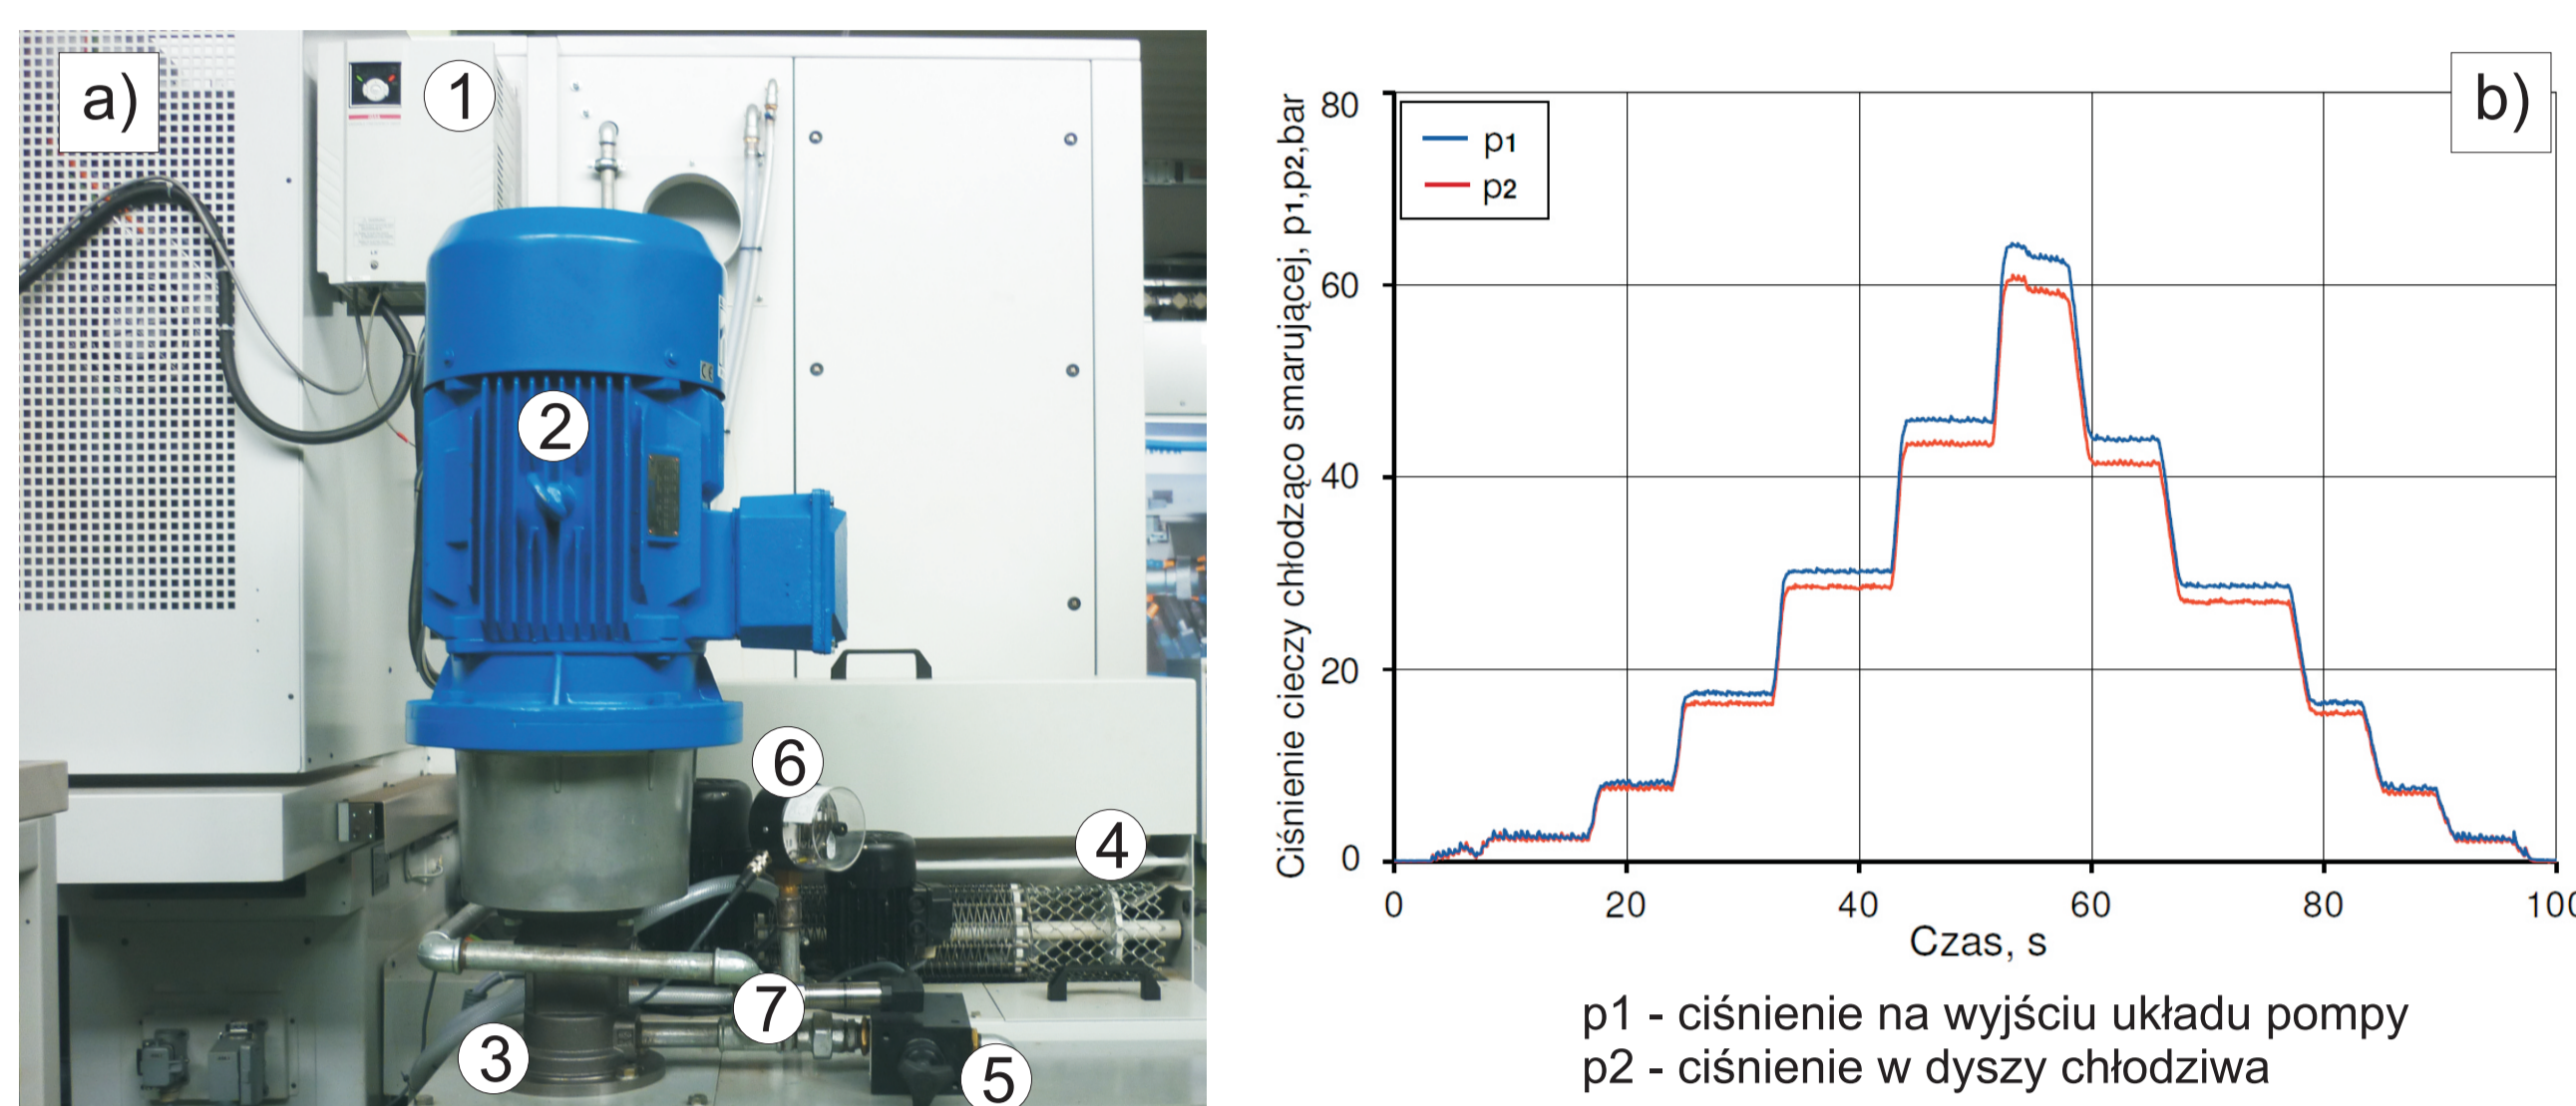 a)
1
2
6
4
7
3
5
b)
Ciśnienie cieczy chłodząco smarującej, p1,p2,bar
80
60
40
20
0
p1
p2
0 20 40 60 80 100
Czas, s
p1 - ciśnienie na wyjściu układu pompy
p2 - ciśnienie w dyszy chłodziwa